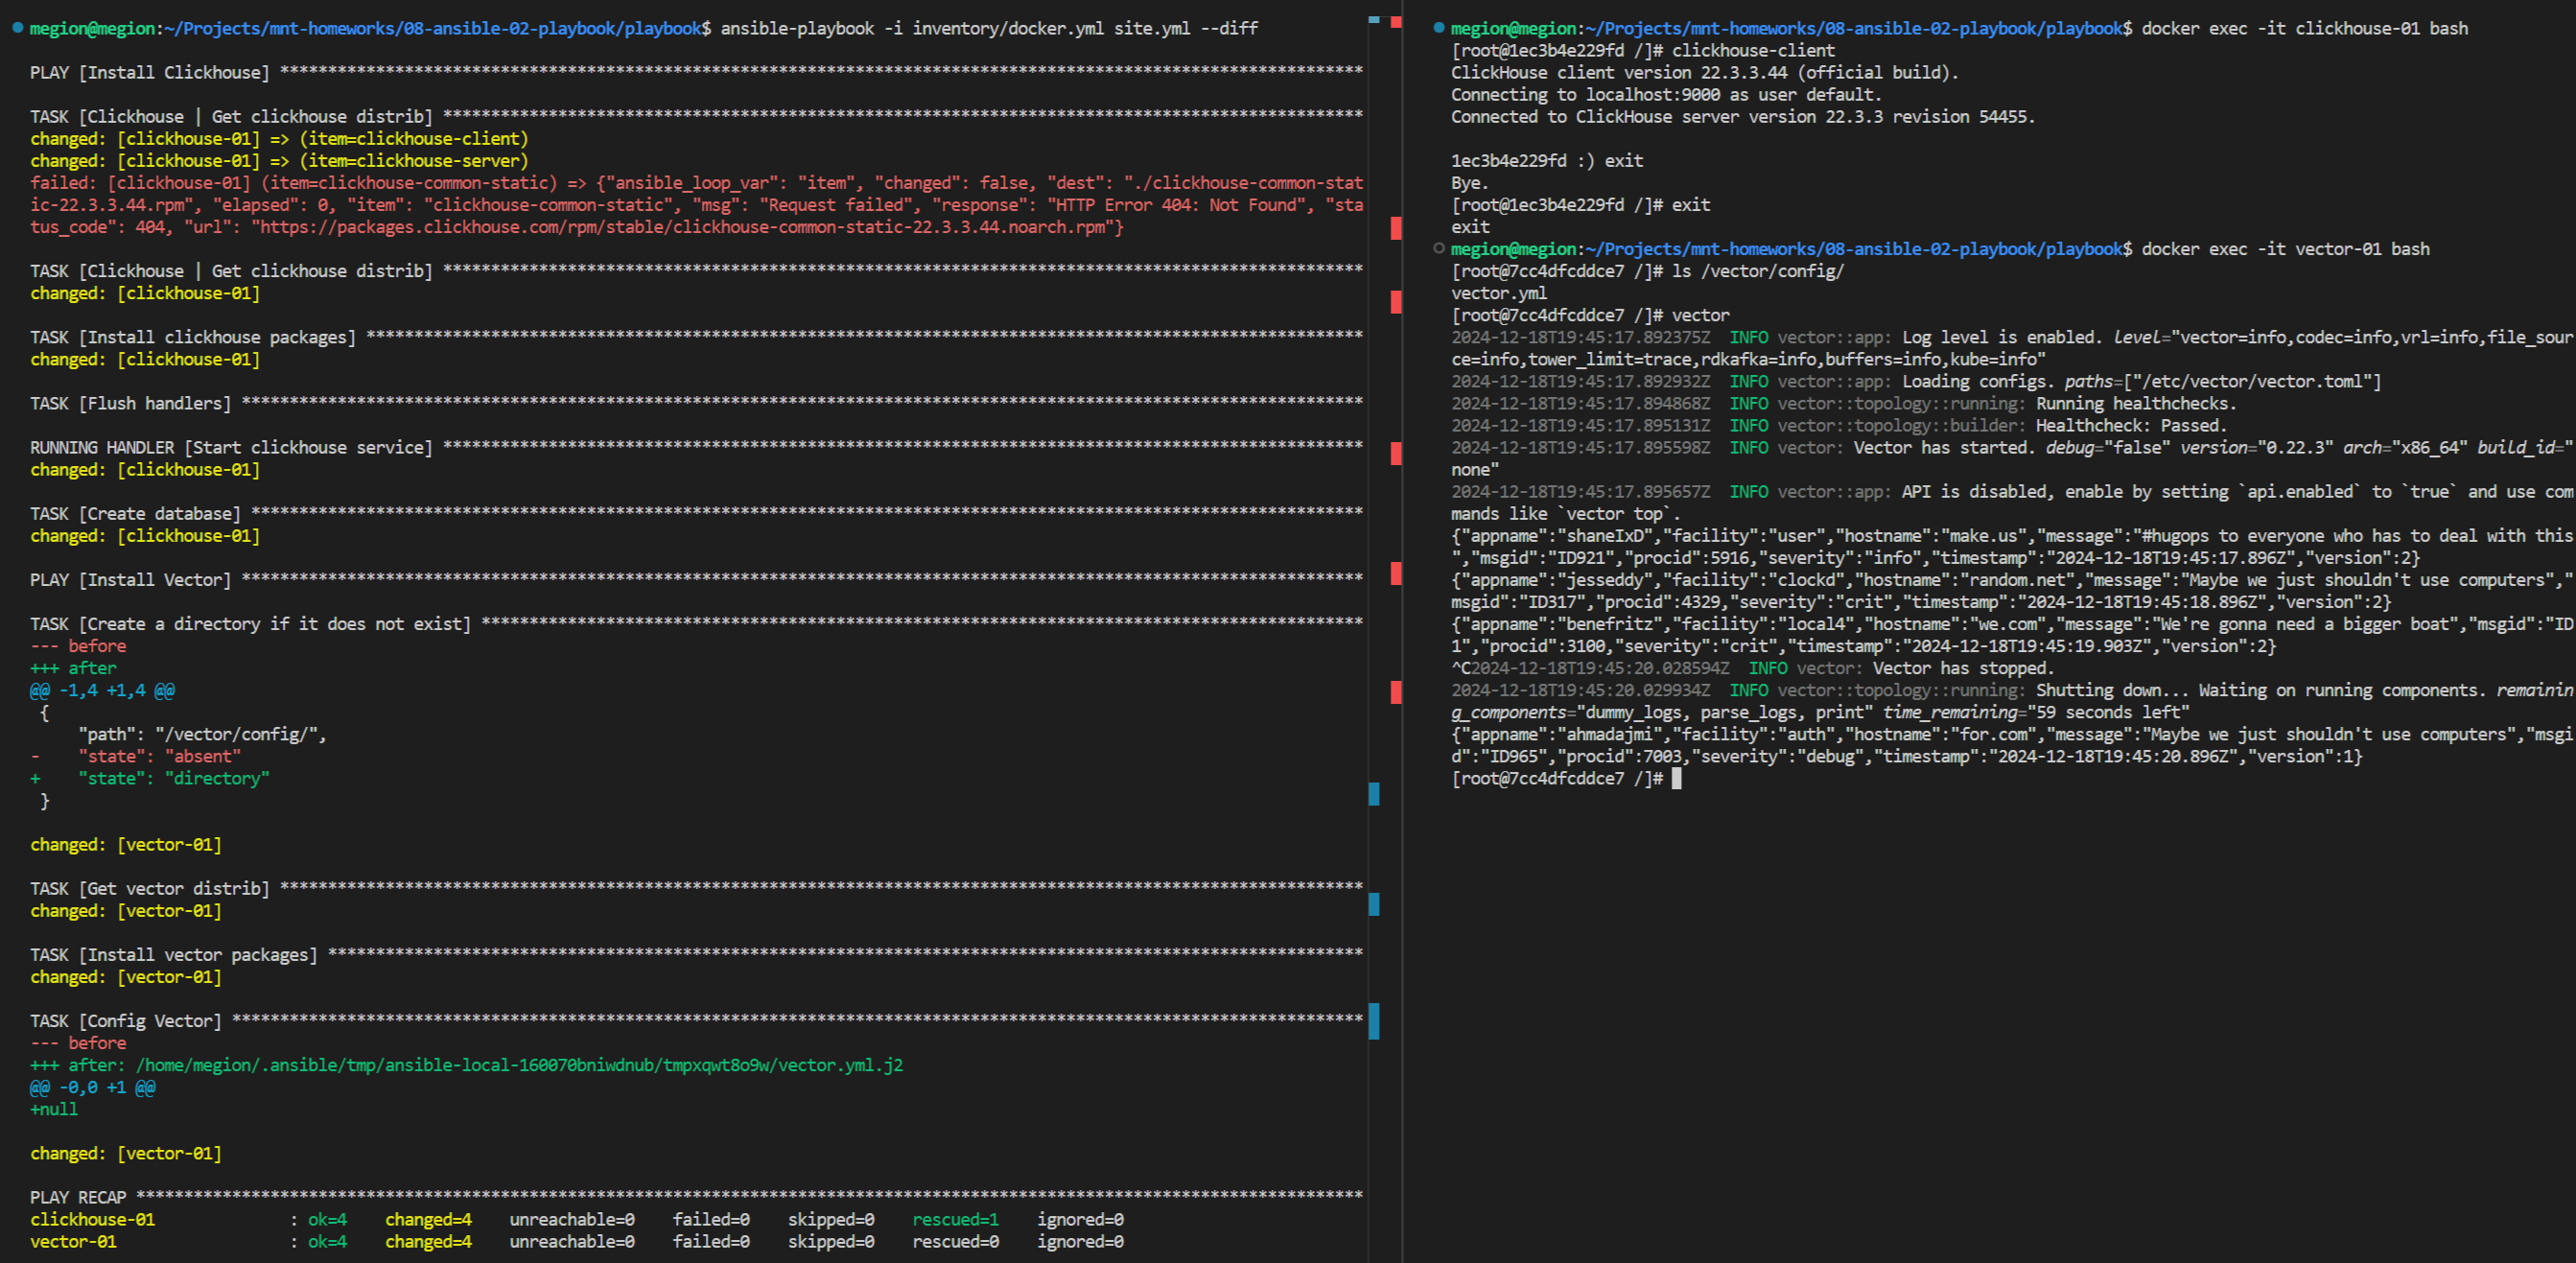 megion@megion:~/Projects/mnt-homeworks/08-ansible-02-playbook/playbook$ ansible-playbook -i inventory/docker.yml site.yml --diff

PLAY [Install Clickhouse] *****************************************************************************************************************

TASK [Clickhouse | Get clickhouse distrib] ************************************************************************************************
changed: [clickhouse-01] => (item=clickhouse-client)
changed: [clickhouse-01] => (item=clickhouse-server)
failed: [clickhouse-01] (item=clickhouse-common-static) => {"ansible_loop_var": "item", "changed": false, "dest": "./clickhouse-common-stat
ic-22.3.3.44.rpm", "elapsed": 0, "item": "clickhouse-common-static", "msg": "Request failed", "response": "HTTP Error 404: Not Found", "sta
tus_code": 404, "url": "https://packages.clickhouse.com/rpm/stable/clickhouse-common-static-22.3.3.44.noarch.rpm"}

TASK [Clickhouse | Get clickhouse distrib] ************************************************************************************************
changed: [clickhouse-01]

TASK [Install clickhouse packages] ********************************************************************************************************
changed: [clickhouse-01]

TASK [Flush handlers] *********************************************************************************************************************

RUNNING HANDLER [Start clickhouse service] ************************************************************************************************
changed: [clickhouse-01]

TASK [Create database] ********************************************************************************************************************
changed: [clickhouse-01]

PLAY [Install Vector] *********************************************************************************************************************

TASK [Create a directory if it does not exist] ********************************************************************************************
--- before
+++ after
@@ -1,4 +1,4 @@
 {
     "path": "/vector/config/",
-    "state": "absent"
+    "state": "directory"
 }

changed: [vector-01]

TASK [Get vector distrib] *****************************************************************************************************************
changed: [vector-01]

TASK [Install vector packages] ************************************************************************************************************
changed: [vector-01]

TASK [Config Vector] **********************************************************************************************************************
--- before
+++ after: /home/megion/.ansible/tmp/ansible-local-160070bniwdnub/tmpxqwt8o9w/vector.yml.j2
@@ -0,0 +1 @@
+null

changed: [vector-01]

PLAY RECAP ********************************************************************************************************************************
clickhouse-01              : ok=4    changed=4    unreachable=0    failed=0    skipped=0    rescued=1    ignored=0
vector-01                  : ok=4    changed=4    unreachable=0    failed=0    skipped=0    rescued=0    ignored=0

megion@megion:~/Projects/mnt-homeworks/08-ansible-02-playbook/playbook$ docker exec -it clickhouse-01 bash
[root@1ec3b4e229fd /]# clickhouse-client
ClickHouse client version 22.3.3.44 (official build).
Connecting to localhost:9000 as user default.
Connected to ClickHouse server version 22.3.3 revision 54455.

1ec3b4e229fd :) exit
Bye.
[root@1ec3b4e229fd /]# exit
exit
megion@megion:~/Projects/mnt-homeworks/08-ansible-02-playbook/playbook$ docker exec -it vector-01 bash
[root@7cc4dfcddce7 /]# ls /vector/config/
vector.yml
[root@7cc4dfcddce7 /]# vector
2024-12-18T19:45:17.892375Z  INFO vector::app: Log level is enabled. level="vector=info,codec=info,vrl=info,file_sour
ce=info,tower_limit=trace,rdkafka=info,buffers=info,kube=info"
2024-12-18T19:45:17.892932Z  INFO vector::app: Loading configs. paths=["/etc/vector/vector.toml"]
2024-12-18T19:45:17.894868Z  INFO vector::topology::running: Running healthchecks.
2024-12-18T19:45:17.895131Z  INFO vector::topology::builder: Healthcheck: Passed.
2024-12-18T19:45:17.895598Z  INFO vector: Vector has started. debug="false" version="0.22.3" arch="x86_64" build_id="
none"
2024-12-18T19:45:17.895657Z  INFO vector::app: API is disabled, enable by setting `api.enabled` to `true` and use com
mands like `vector top`.
{"appname":"shaneIxD","facility":"user","hostname":"make.us","message":"#hugops to everyone who has to deal with this
","msgid":"ID921","procid":5916,"severity":"info","timestamp":"2024-12-18T19:45:17.896Z","version":2}
{"appname":"jesseddy","facility":"clockd","hostname":"random.net","message":"Maybe we just shouldn't use computers","
msgid":"ID317","procid":4329,"severity":"crit","timestamp":"2024-12-18T19:45:18.896Z","version":2}
{"appname":"benefritz","facility":"local4","hostname":"we.com","message":"We're gonna need a bigger boat","msgid":"ID
1","procid":3100,"severity":"crit","timestamp":"2024-12-18T19:45:19.903Z","version":2}
^C2024-12-18T19:45:20.028594Z  INFO vector: Vector has stopped.
2024-12-18T19:45:20.029934Z  INFO vector::topology::running: Shutting down... Waiting on running components. remainin
g_components="dummy_logs, parse_logs, print" time_remaining="59 seconds left"
{"appname":"ahmadajmi","facility":"auth","hostname":"for.com","message":"Maybe we just shouldn't use computers","msgi
d":"ID965","procid":7003,"severity":"debug","timestamp":"2024-12-18T19:45:20.896Z","version":1}
[root@7cc4dfcddce7 /]#